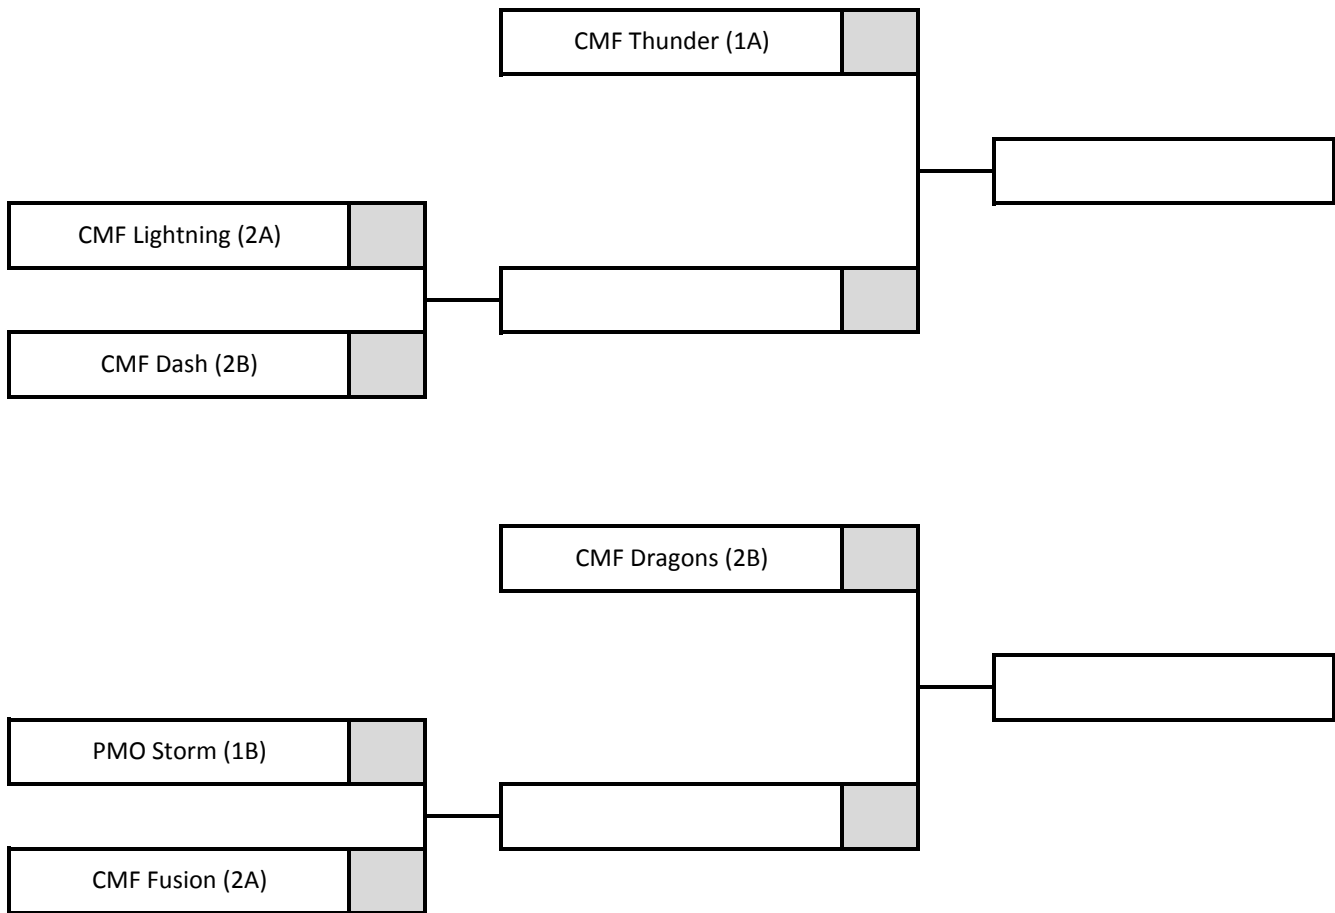 CMF Thunder (1A)
CMF Lightning (2A)
CMF Dash (2B)
CMF Dragons (2B)
PMO Storm (1B)
CMF Fusion (2A)